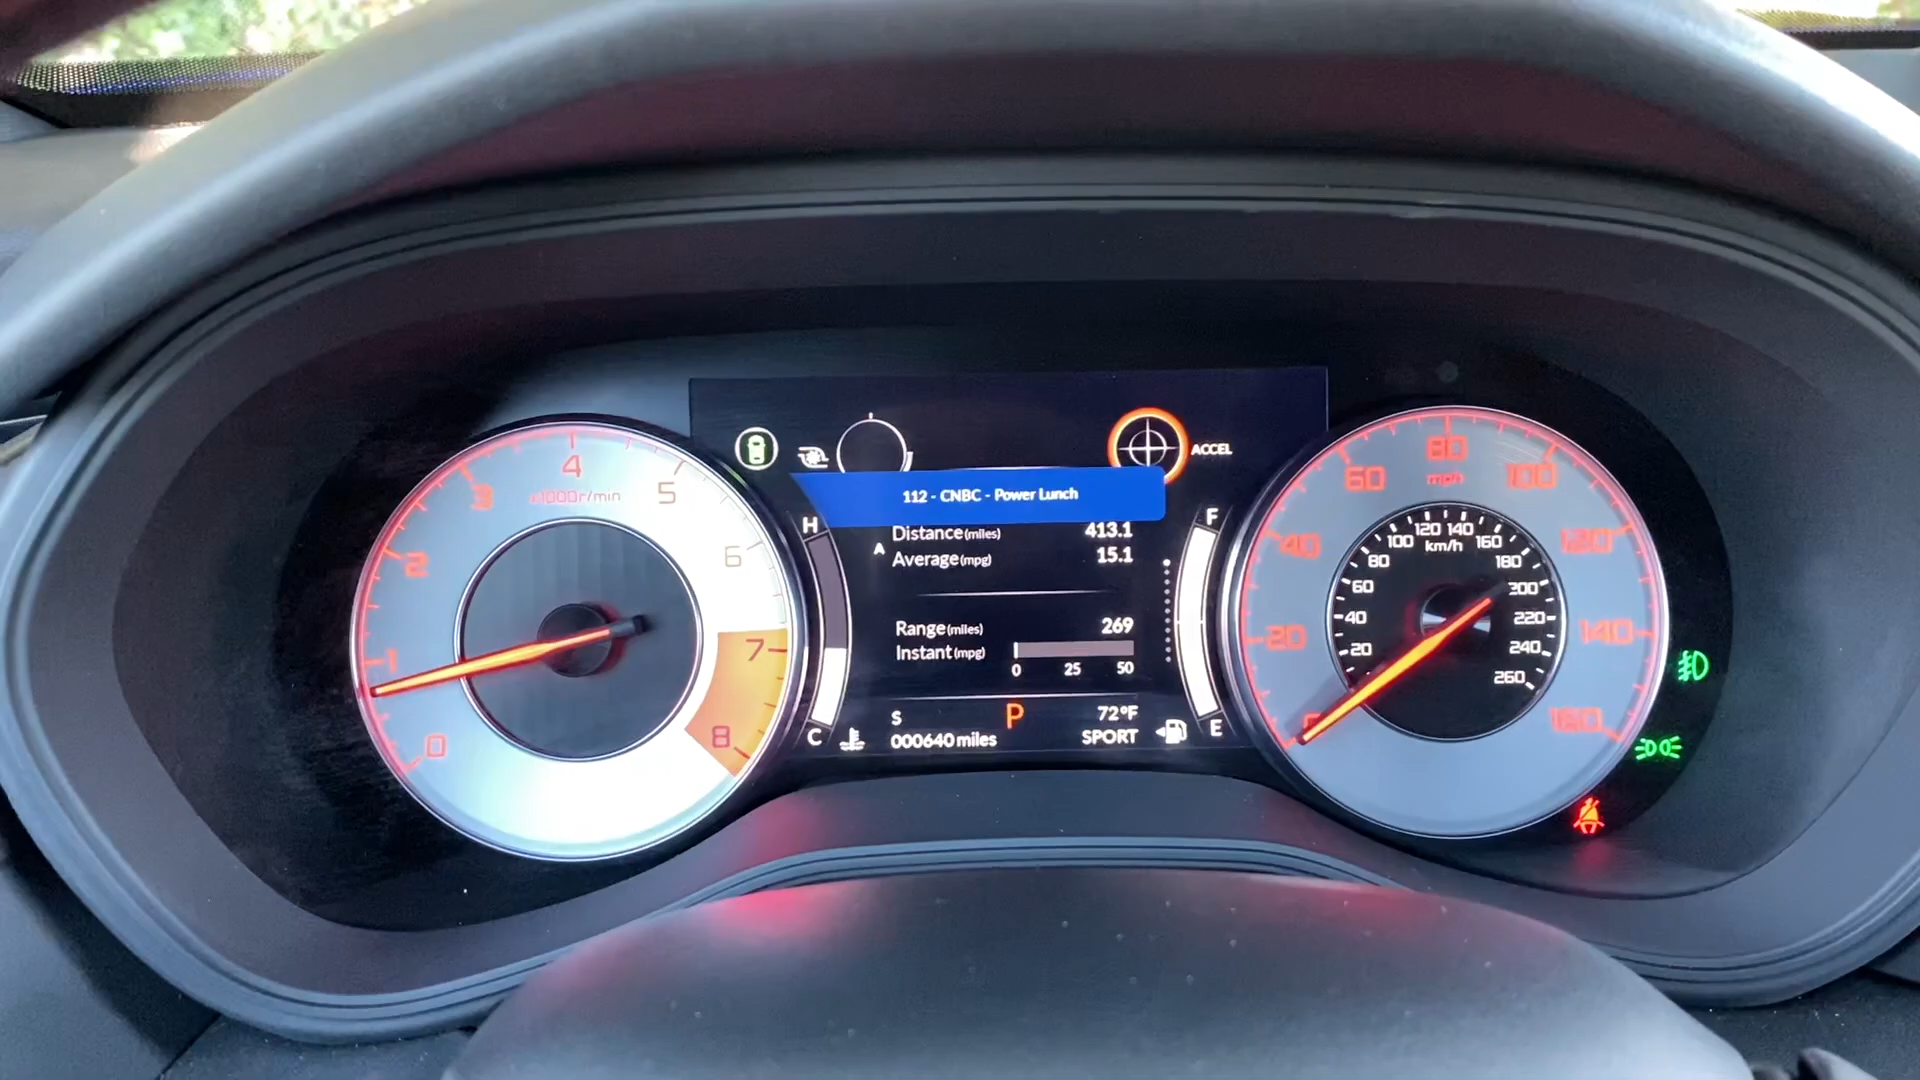 0
1
2
3
4
5
6
7
8
x1000r/min
ACCEL
112 - CNBC - Power Lunch
H
C
A
Distance(miles) 413.1
Average(mpg) 15.1
Range(miles) 269
Instant(mpg)
0 25 50
S P 72°F
000640 miles SPORT
F
E
0
20
40
60
80
100
120
140
160
mph
km/h
20
40
60
80
100
120
140
160
180
200
220
240
260